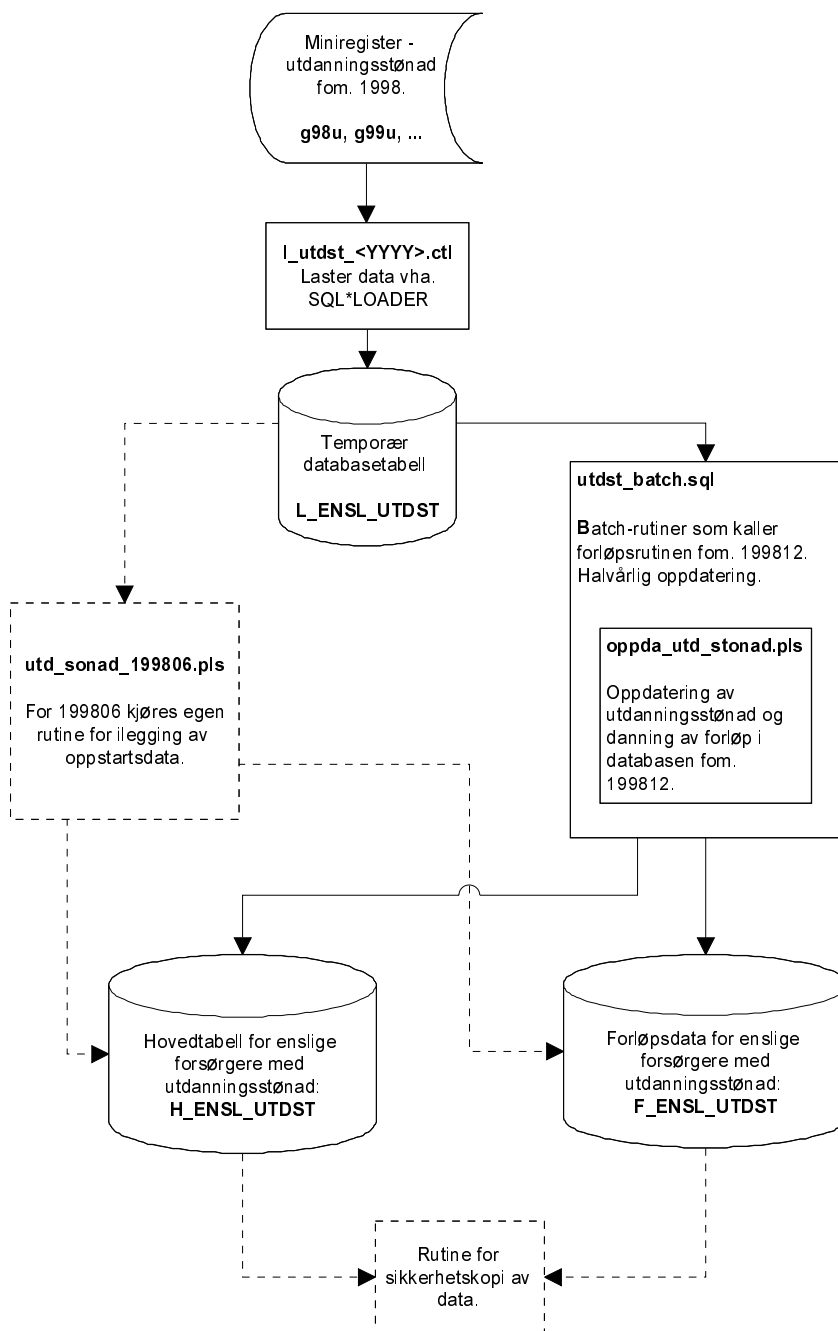 Miniregister -
utdanningsstønad
fom. 1998.
g98u, g99u, ...
l_utdst_<YYYY>.ctl
Laster data vha.
SQL*LOADER
Temporær
databasetabell
L_ENSL_UTDST
utdst_batch.sql
Batch-rutiner som kaller
forløpsrutinen fom. 199812.
Halvårlig oppdatering.
oppda_utd_stonad.pls
Oppdatering av
utdanningsstønad og
danning av forløp i
databasen fom.
199812.
utd_sonad_199806.pls
For 199806 kjøres egen
rutine for ilegging av
oppstartsdata.
Hovedtabell for enslige
forsørgere med
utdanningsstønad:
H_ENSL_UTDST
Forløpsdata for enslige
forsørgere med
utdanningsstønad:
F_ENSL_UTDST
Rutine for
sikkerhetskopi av
data.